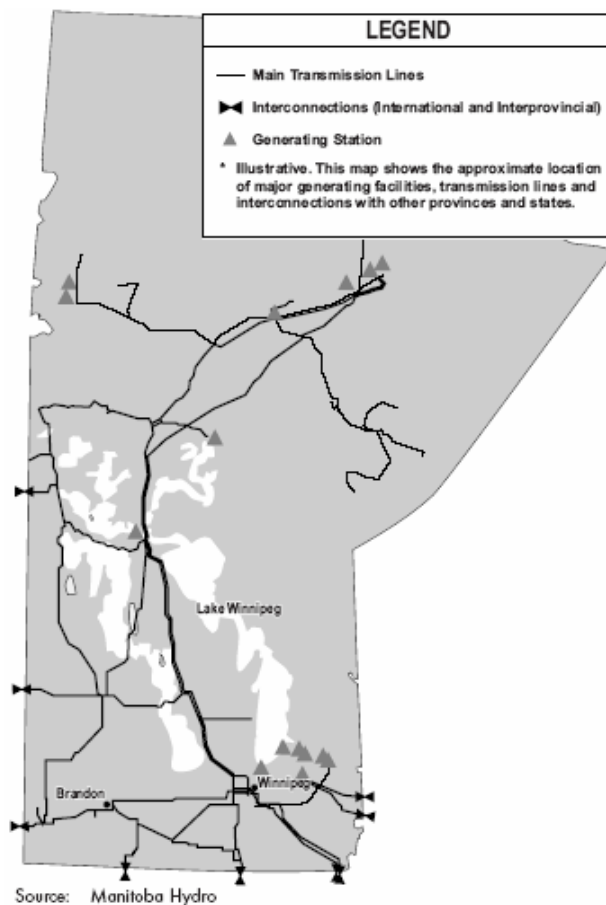 LEGEND
Main Transmission Lines
Interconnections (International and Interprovincial)
Generating Station
* Illustrative. This map shows the approximate location
of major generating facilities, transmission lines and
interconnections with other provinces and states.
Lake Winnipeg
Winnipeg
Brandon
Source: Manitoba Hydro